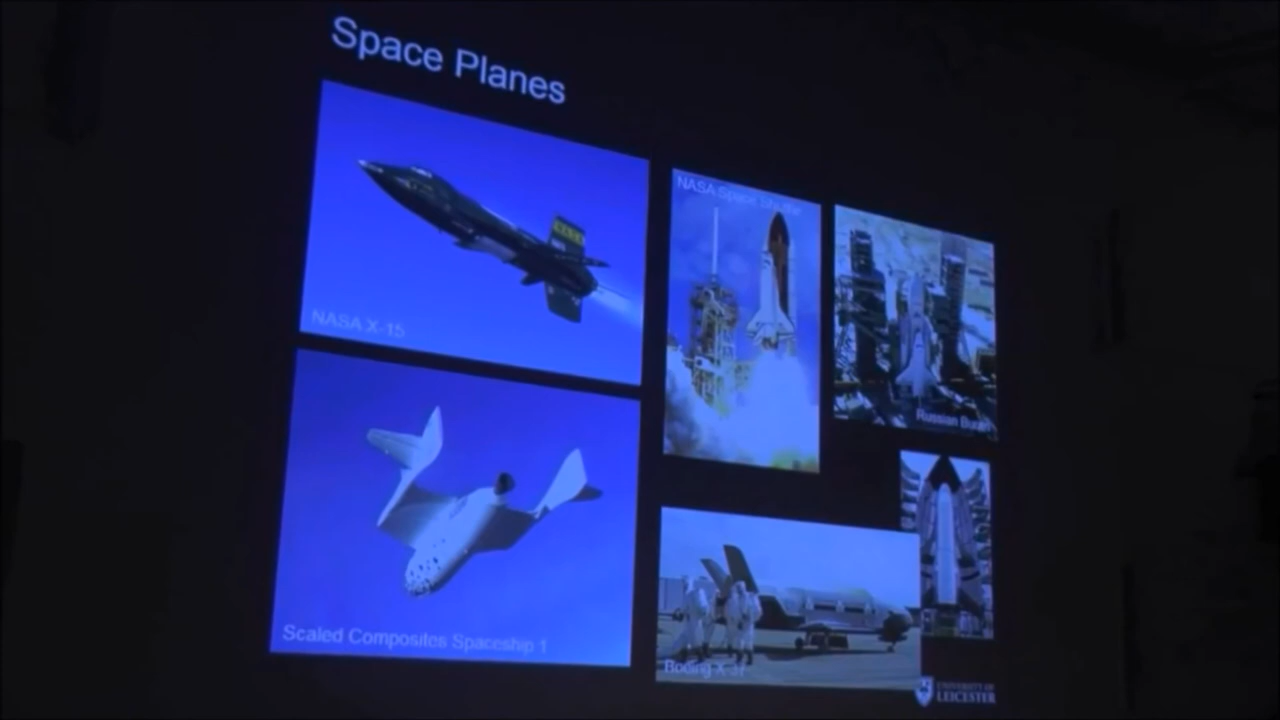 Space Planes
NASA X-15
NASA Space Shuttle
Russian Buran
Scaled Composites Spaceship 1
Boeing X-37
UNIVERSITY OF
LEICESTER